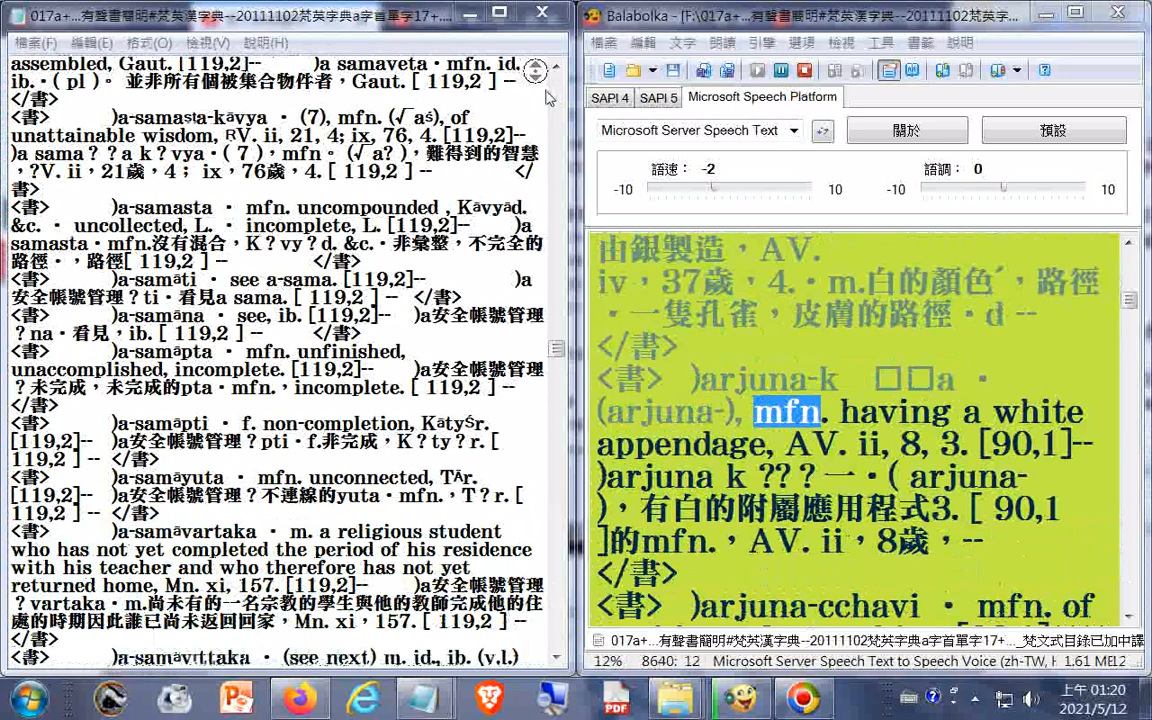 017a+...有聲書簡明#梵英漢字典--20111102梵英字典a字首單字17+...
檔案(F) 編輯(E) 格式(O) 檢視(V) 說明(H)
assembled, Gaut. [119,2]-- )a samaveta‧mfn. id,
ib.‧( pl )。 並非所有個被集合物件者，Gaut. [ 119,2 ] --
</書>
<書> )a-samaṣṭa-kāvya ‧ (7), mfn. (√aś), of
unattainable wisdom, RV. ii, 21, 4; ix, 76, 4. [119,2]--
)a sama？？a k？vya‧( 7 )，mfn。(√a?)，難得到的智慧
，?V. ii，21歲，4； ix，76歲，4. [ 119,2 ] -- </
書>
<書> )a-samasta ‧ mfn. uncompounded , Kāvyād.
&c. ‧ uncollected, L. ‧ incomplete, L. [119,2]-- )a
samasta‧mfn.沒有混合，K？vy？d. &c.‧非彙整，不完全的
路徑‧，路徑[ 119,2 ] -- </書>
<書> )a-samāti ‧ see a-sama. [119,2]-- )a
安全帳號管理？ti‧看見a sama. [ 119,2 ] -- </書>
<書> )a-samāna ‧ see, ib. [119,2]-- )a安全帳號管理
？na‧看見，ib. [ 119,2 ] -- </書>
<書> )a-samāpta ‧ mfn. unfinished,
unaccomplished, incomplete. [119,2]-- )a安全帳號管理
？未完成，未完成的pta‧mfn.，incomplete. [ 119,2 ] --
</書>
<書> )a-samāpti ‧ f. non-completion, KātyŚr.
[119,2]-- )a安全帳號管理？pti‧f.非完成，K？ty？r. [
119,2 ] -- </書>
<書> )a-samāyuta ‧ mfn. unconnected, TĀr.
[119,2]-- )a安全帳號管理？不連線的yuta‧mfn.，T？r. [
119,2 ] -- </書>
<書> )a-samāvartaka ‧ m. a religious student
who has not yet completed the period of his residence
with his teacher and who therefore has not yet
returned home, Mn. xi, 157. [119,2]-- )a安全帳號管理
？vartaka‧m.尚未有的一名宗教的學生與他的教師完成他的住
處的時期因此誰已尚未返回回家，Mn. xi，157. [ 119,2 ] --
</書>
<書> )a-samāvṛttaka ‧ (see next) m. id., ib. (v.l.)
Balabolka - [F:\017a+...有聲書簡明#梵英漢字典--20111102梵英字...
檔案 編輯 文字 朗讀 引擎 選項 檢視 工具 書籤 說明
SAPI 4 SAPI 5 Microsoft Speech Platform
Microsoft Server Speech Text 關於 預設
語速： -2 語調： 0
-10 10 -10 10
由銀製造，AV.
iv，37歲，4.‧m.白的顏色ˊ，路徑
‧一隻孔雀，皮膚的路徑‧d --
</書>
<書> )arjuna-k □□a ‧
(arjuna-), mfn. having a white
appendage, AV. ii, 8, 3. [90,1]--
)arjuna k ???一‧( arjuna-
)，有白的附屬應用程式3. [ 90,1
]的mfn.，AV. ii，8歲，--
</書>
<書> )arjuna-cchavi ‧ mfn. of
017a+...有聲書簡明#梵英漢字典--20111102梵英字典a字首單字17+..._梵文式目錄已加中譯
12% 8640: 12 Microsoft Server Speech Text to Speech Voice (zh-TW, H 1.61 ME12
上午 01:20
2021/5/12